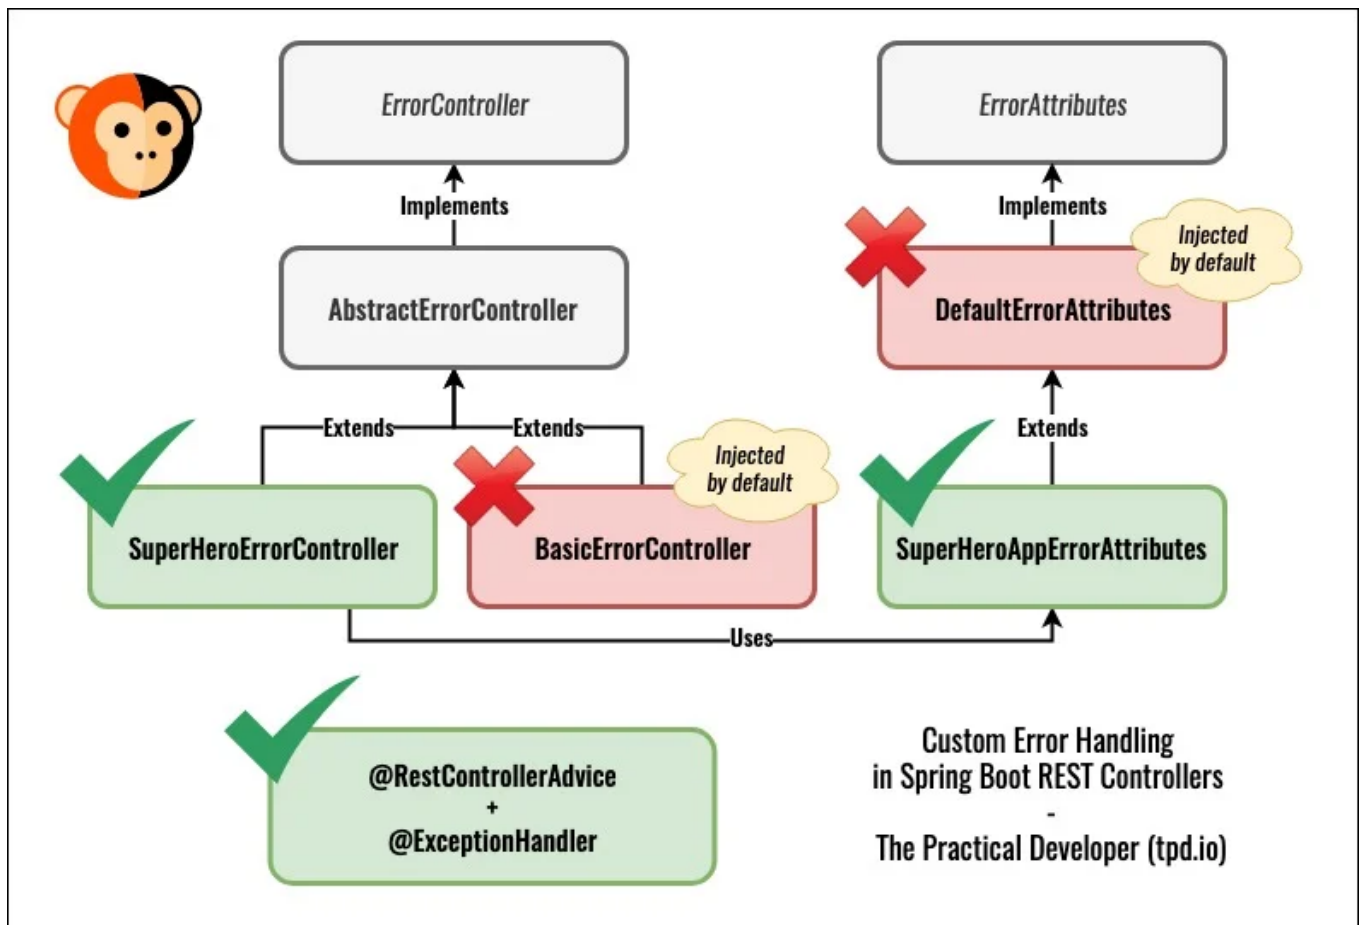 ErrorController
ErrorAttributes
Implements
Implements
Injected
by default
AbstractErrorController
DefaultErrorAttributes
Extends
Extends
Extends
Injected
by default
SuperHeroErrorController
BasicErrorController
SuperHeroAppErrorAttributes
Uses
@RestControllerAdvice
+
@ExceptionHandler
Custom Error Handling
in Spring Boot REST Controllers
-
The Practical Developer (tpd.io)